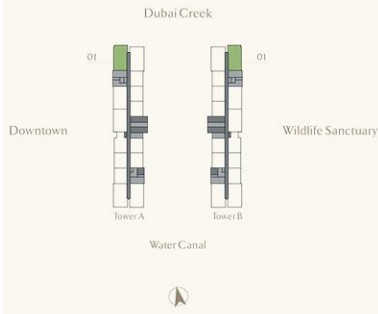 Dubai Creek
01
01
Downtown
Wildlife Sanctuary
Tower A
Tower B
Water Canal